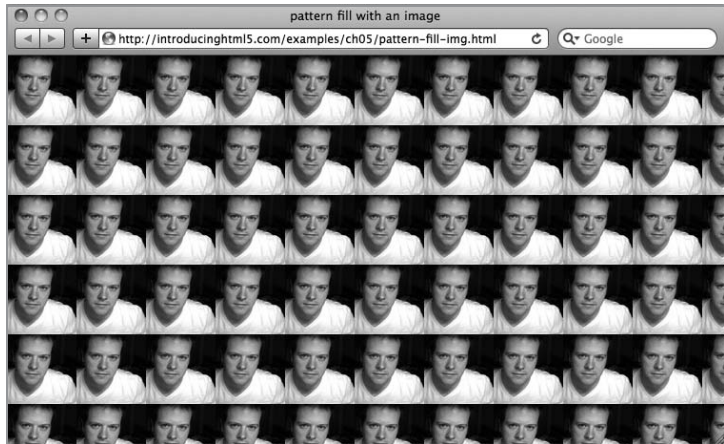 pattern fill with an image
http://introducinghtml5.com/examples/ch05/pattern-fill-img.html
Google